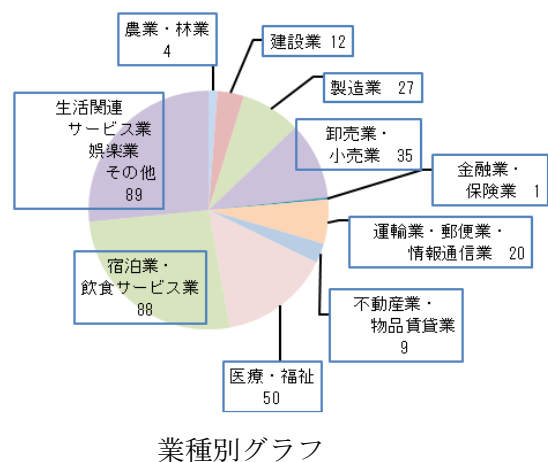 農業・林業
4
建設業 12
製造業 27
卸売業・
小売業 35
金融業・
保険業 1
運輸業・郵便業・
情報通信業 20
不動産業・
物品賃貸業
9
医療・福祉
50
宿泊業・
飲食サービス業
88
生活関連
サービス業
娯楽業
その他
89
業種別グラフ